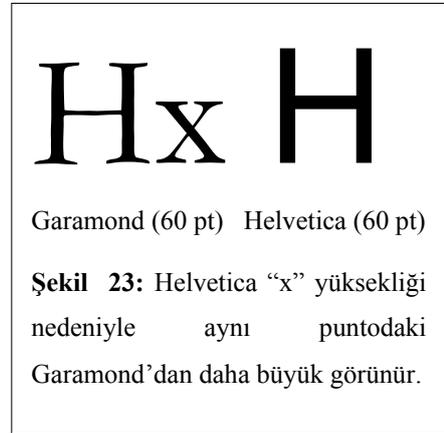 Hx H
Garamond (60 pt) Helvetica (60 pt)
Şekil 23: Helvetica “x” yüksekliği
nedeniyle aynı puntodaki
Garamond’dan daha büyük görünür.